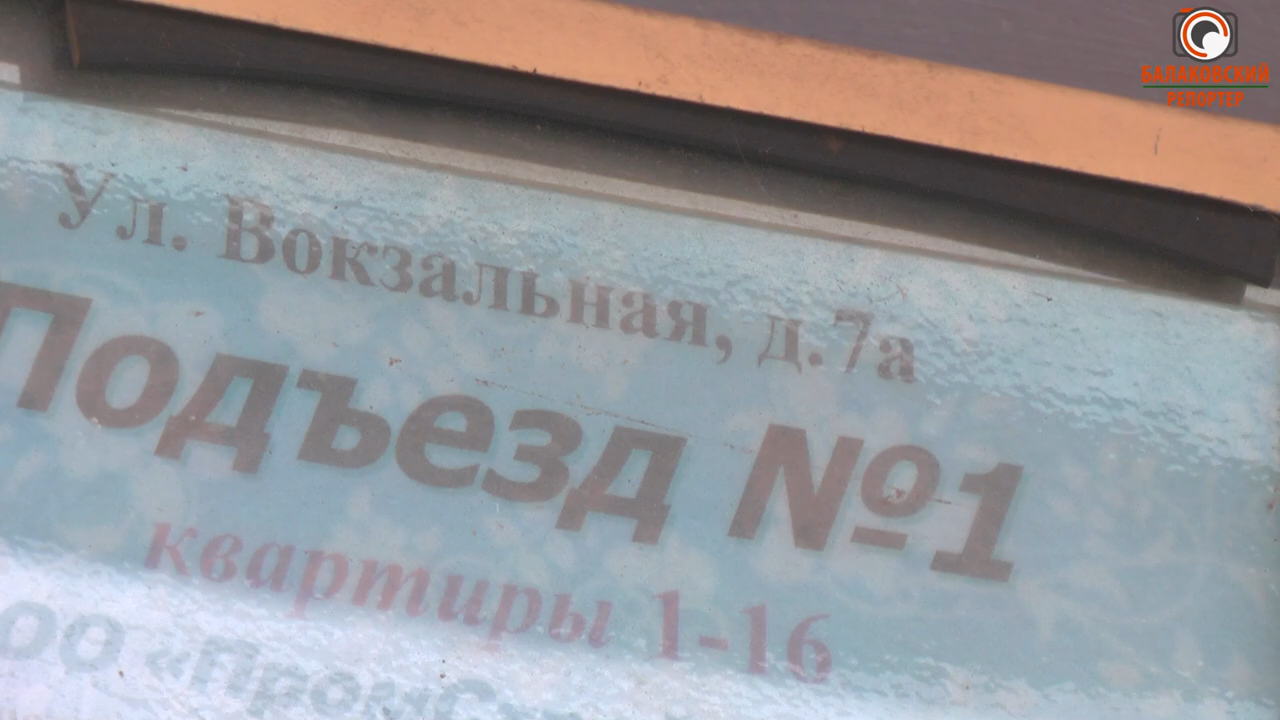 БАЛАКОВСКИЙ
РЕПОРТЕР
Ул. Вокзальная, д.7а
Подъезд №1
квартиры 1-16